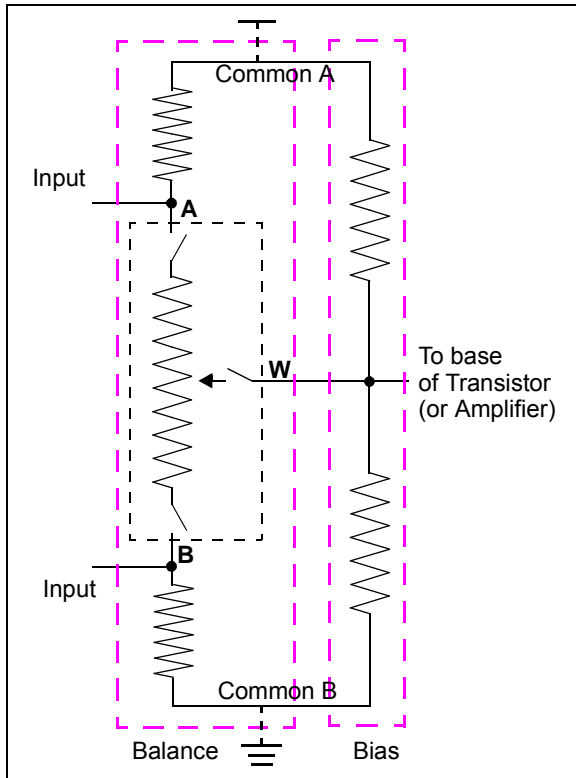 Common A
Input
A
W
To base
of Transistor
(or Amplifier)
B
Input
Common B
Balance
Bias